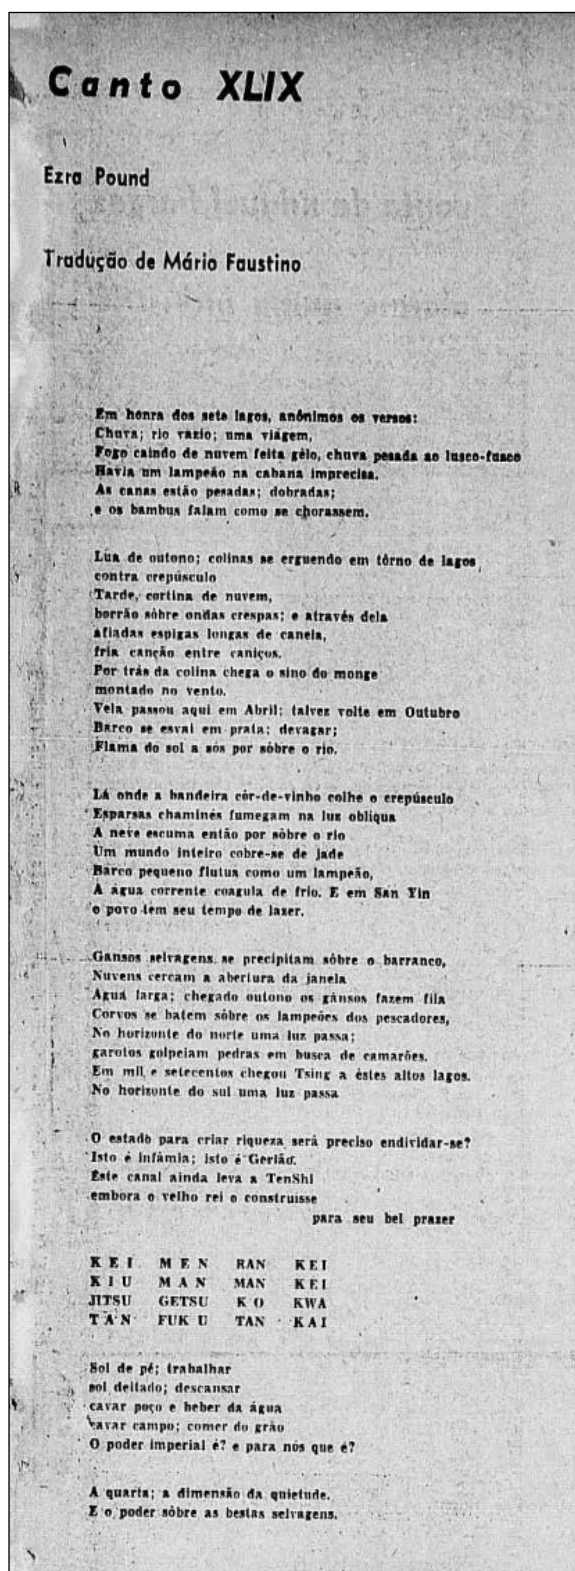 Canto XLIX
Ezra Pound
Tradução de Mário Faustino
Em honra dos sete lagos, anônimos os versos:
Chuva; rio vazio; uma viagem,
Fogo caindo de nuvem feita gêlo, chuva pesada ao lusco-fusco
Havia um lampeão na cabana imprecisa.
As canas estão pesadas; dobradas;
e os bambus falam como se chorassem.
Lua de outono; colinas se erguendo em tôrno de lagos
contra crepúsculo
Tarde, cortina de nuvem,
borrão sôbre ondas crespas; e através dela
afiadas espigas longas de canela,
fria canção entre caniços.
Por trás da colina chega o sino do monge
montado no vento.
Vela passou aqui em Abril; talvez volte em Outubro
Barco se esvai em prata; devagar;
Flama do sol a sós por sôbre o rio.
Lá onde a bandeira côr-de-vinho colhe o crepúsculo
Esparsas chaminés fumegam na luz obliqua
A neve escuma então por sôbre o rio
Um mundo inteiro cobre-se de jade
Barco pequeno flutua como um lampeão,
A água corrente coagula de frio. E em San Yin
o povo tem seu tempo de lazer.
Gansos selvagens se precipitam sôbre o barranco,
Nuvens cercam a abertura da janela
Água larga; chegado outono os gansos fazem fila
Corvos se batem sôbre os lampeões dos pescadores,
No horizonte do norte uma luz passa;
garotos golpeiam pedras em busca de camarões.
Em mil e setecentos chegou Tsing a êstes altos lagos.
No horizonte do sul uma luz passa
O estado para criar riqueza será preciso endividar-se?
Isto é infâmia; isto é Gerião.
Êste canal ainda leva a TenShi
embora o velho rei o construisse
para seu bel prazer
KEI MEN RAN KEI
KIU MAN MAN KEI
JITSU GETSU KO KWA
TAN FUKU TAN KAI
Sol de pé; trabalhar
sol deitado; descansar
cavar poço e beber da água
cavar campo; comer do grão
O poder imperial é? e para nós que é?
A quarta; a dimensão da quietude.
E o poder sôbre as bestas selvagens.